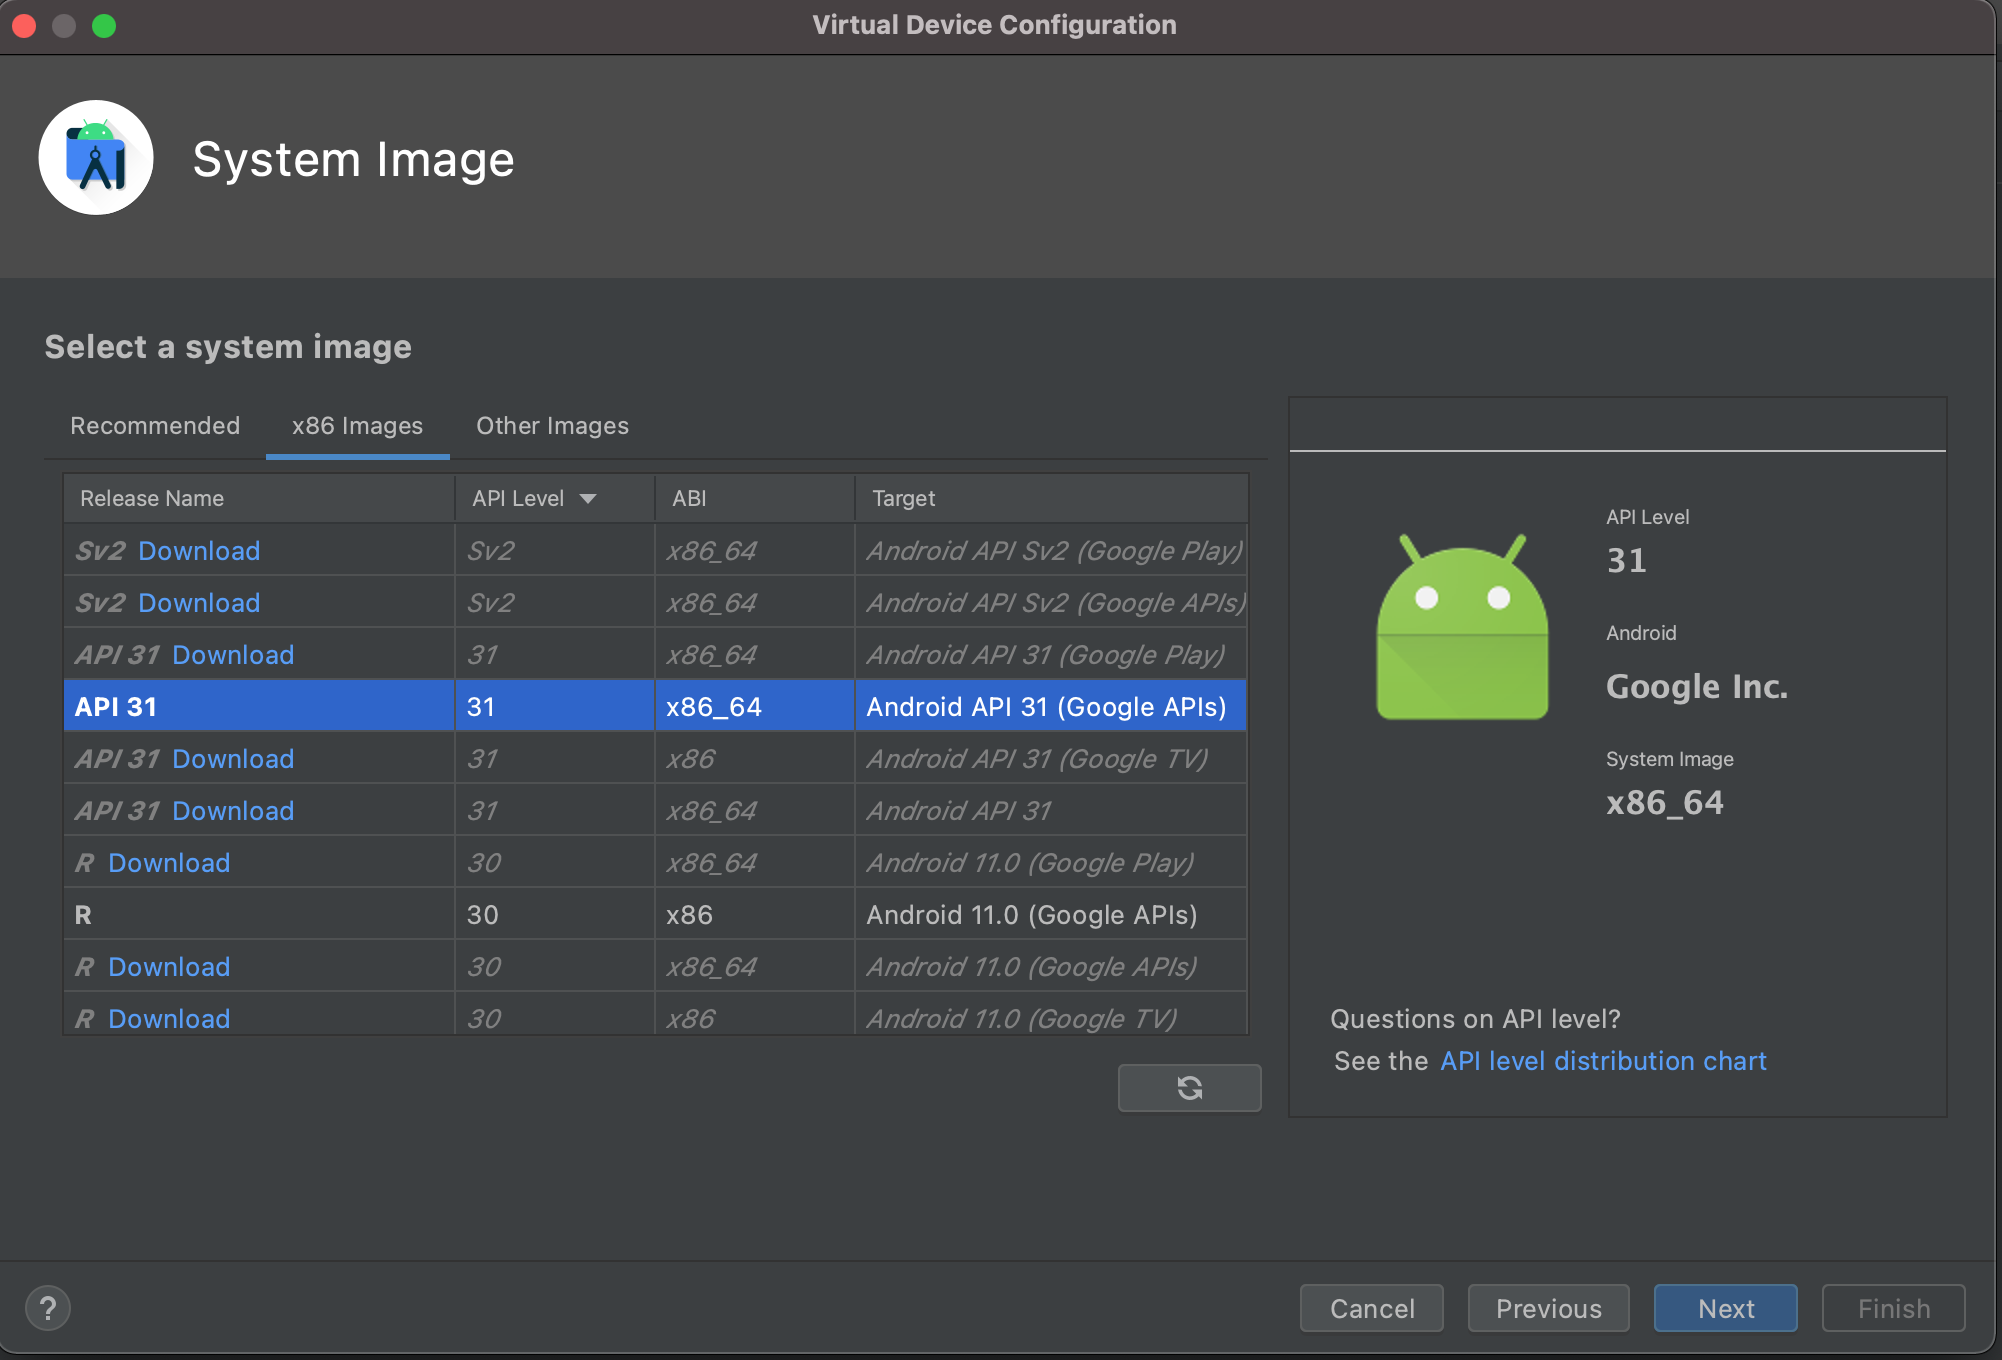 Virtual Device Configuration
System Image
Select a system image
Recommended x86 Images Other Images
Release Name API Level ABI Target
Sv2 Download Sv2 x86_64 Android API Sv2 (Google Play)
Sv2 Download Sv2 x86_64 Android API Sv2 (Google APIs)
API 31 Download 31 x86_64 Android API 31 (Google Play)
API 31 31 x86_64 Android API 31 (Google APIs)
API 31 Download 31 x86 Android API 31 (Google TV)
API 31 Download 31 x86_64 Android API 31
R Download 30 x86_64 Android 11.0 (Google Play)
R 30 x86 Android 11.0 (Google APIs)
R Download 30 x86_64 Android 11.0 (Google APIs)
R Download 30 x86 Android 11.0 (Google TV)
API Level
31
Android
Google Inc.
System Image
x86_64
Questions on API level?
See the API level distribution chart
? Cancel Previous Next Finish